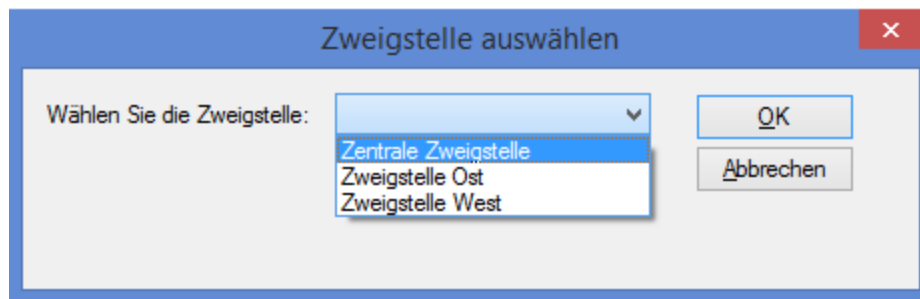 Zweigstelle auswählen
Wählen Sie die Zweigstelle:
OK
Zentrale Zweigstelle
Zweigstelle Ost
Zweigstelle West
Abbrechen